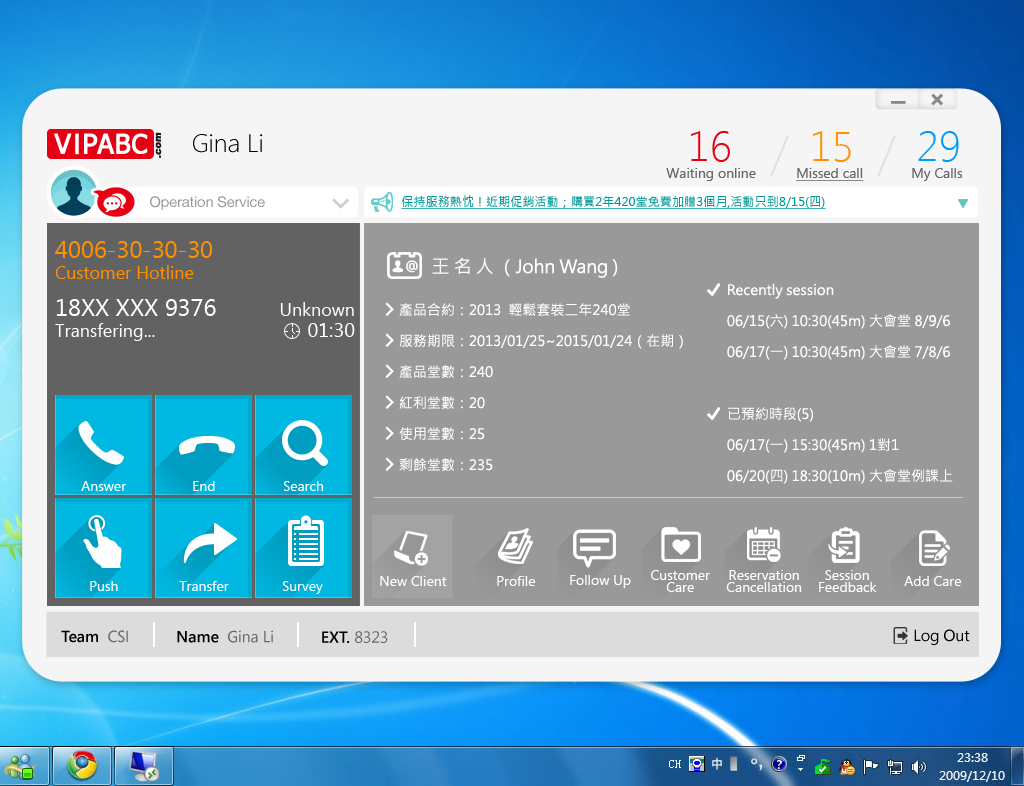 VIPABC.com
Gina Li
16
Waiting online
15
Missed call
29
My Calls
Operation Service
保持服務熱忱！近期促銷活動；購買2年420堂免費加贈3個月,活動只到8/15(四)
4006-30-30-30
Customer Hotline
18XX XXX 9376
Unknown
Transfering...
01:30
Answer
End
Search
Push
Transfer
Survey
王名人（John Wang）
產品合約：2013 輕鬆套裝二年240堂
服務期限：2013/01/25~2015/01/24（在期）
產品堂數：240
紅利堂數：20
使用堂數：25
剩餘堂數：235
Recently session
06/15(六) 10:30(45m) 大會堂 8/9/6
06/17(一) 10:30(45m) 大會堂 7/8/6
已預約時段(5)
06/17(一) 15:30(45m) 1對1
06/20(四) 18:30(10m) 大會堂例課上
New Client
Profile
Follow Up
Customer Care
Reservation Cancellation
Session Feedback
Add Care
Team CSI
Name Gina Li
EXT. 8323
Log Out
CH
中
23:38
2009/12/10